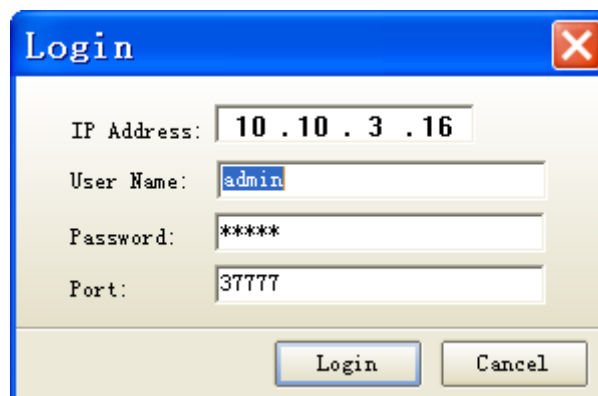 Login
IP Address: 10 .10 . 3 .16
User Name: admin
Password: *****
Port: 37777
Login Cancel